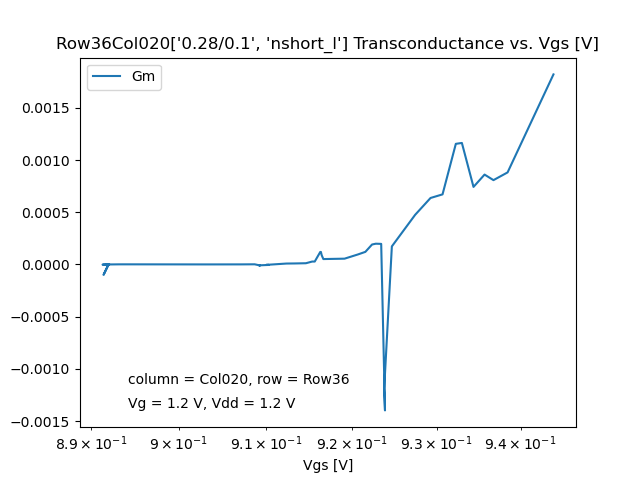 Row36Col020['0.28/0.1', 'nshort_l'] Transconductance vs. Vgs [V]
Gm
0.0015
0.0010
0.0005
0.0000
−0.0005
−0.0010
−0.0015
column = Col020, row = Row36
Vg = 1.2 V, Vdd = 1.2 V
8.9 × 10⁻¹ 9 × 10⁻¹ 9.1 × 10⁻¹ 9.2 × 10⁻¹ 9.3 × 10⁻¹ 9.4 × 10⁻¹
Vgs [V]